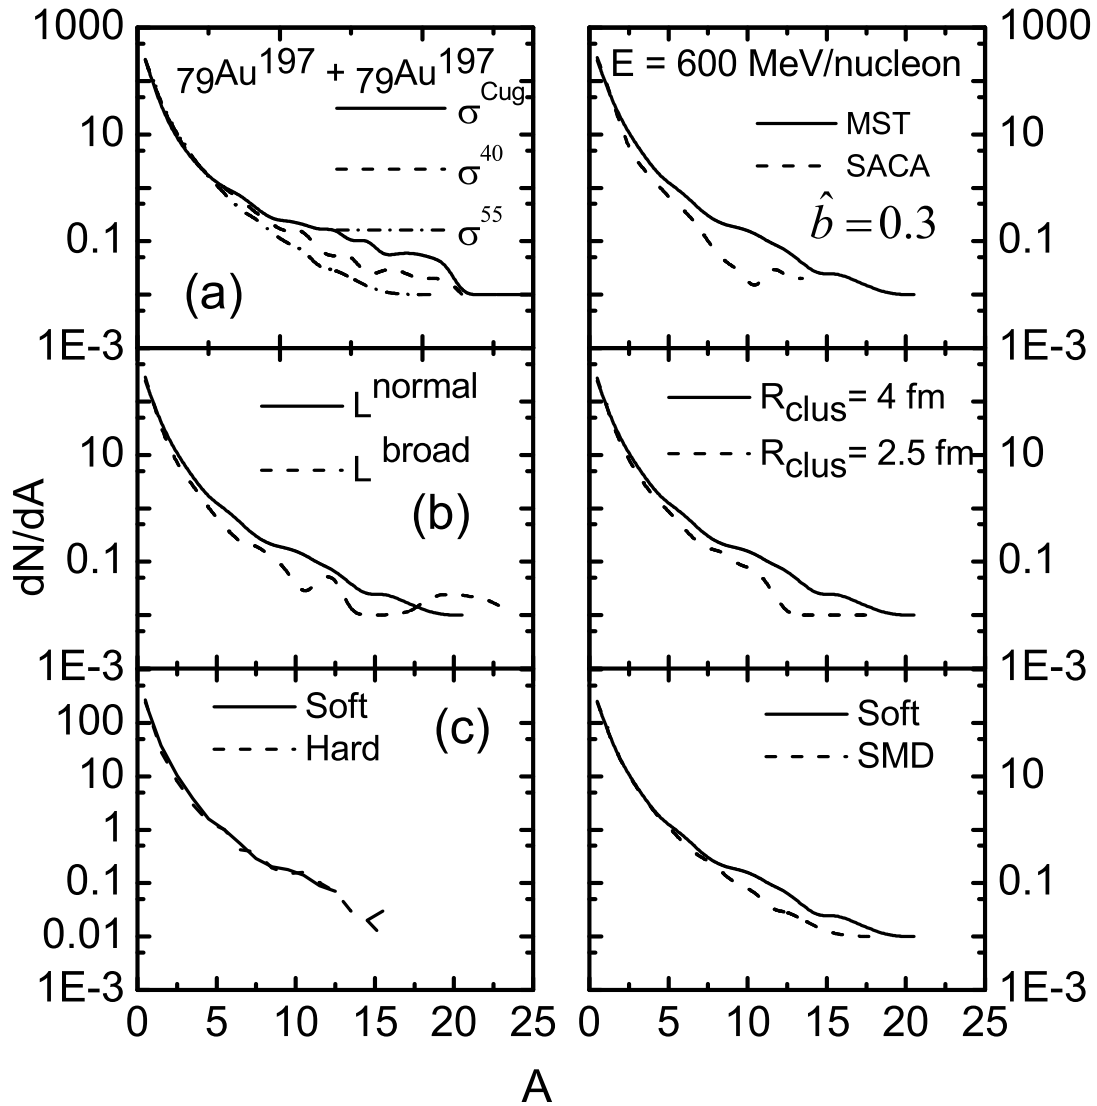 1000
10
0.1
1E-3
79Au197 + 79Au197
σCug
σ40
σ55
(a)
E = 600 MeV/nucleon
MST
SACA
b̂ = 0.3
1000
10
0.1
1E-3
10
0.1
1E-3
Lnormal
Lbroad
(b)
Rclus= 4 fm
Rclus= 2.5 fm
10
0.1
1E-3
dN/dA
100
10
1
0.1
0.01
1E-3
Soft
Hard
(c)
Soft
SMD
10
0.1
1E-3
0 5 10 15 20 25
0 5 10 15 20 25
A